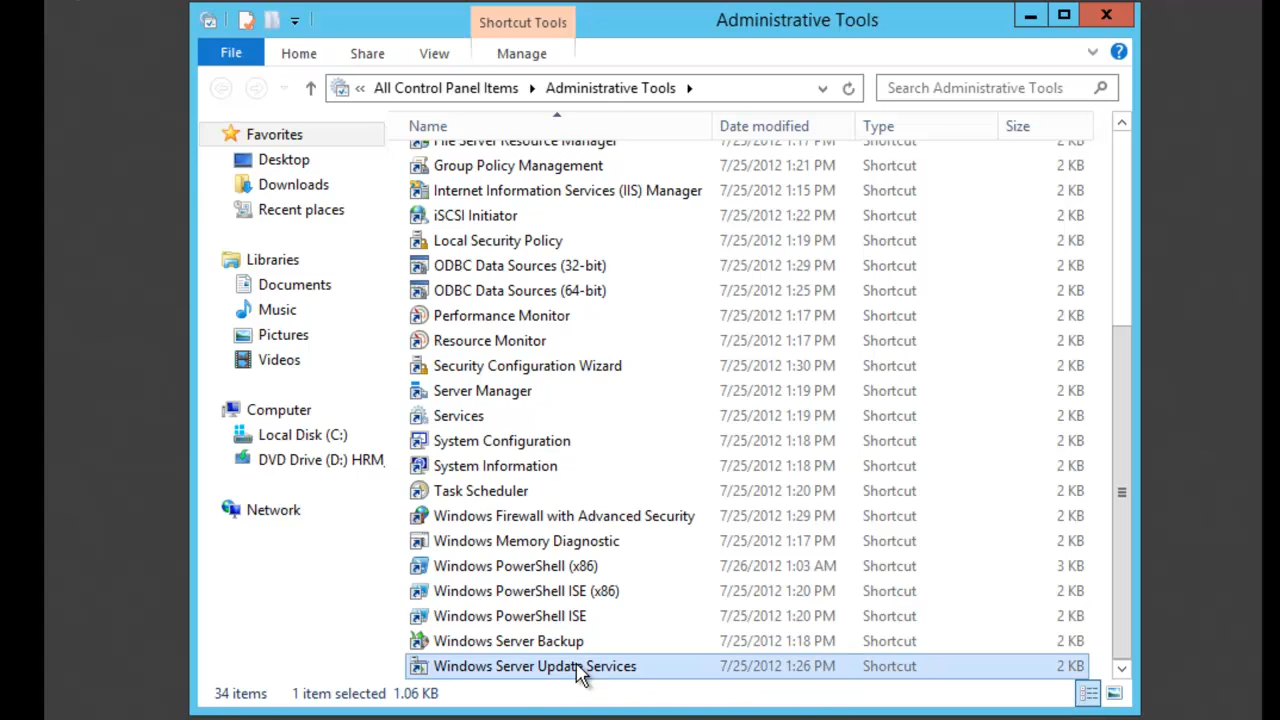 Shortcut Tools
Administrative Tools
File
Home
Share
View
Manage
?
« All Control Panel Items Administrative Tools
Search Administrative Tools
Name Date modified Type Size
Favorites
Desktop
Downloads
Recent places
Libraries
Documents
Music
Pictures
Videos
Computer
Local Disk (C:)
DVD Drive (D:) HRM
Network
File Server Resource Manager 7/25/2012 1:17 PM Shortcut 2 KB
Group Policy Management 7/25/2012 1:21 PM Shortcut 2 KB
Internet Information Services (IIS) Manager 7/25/2012 1:15 PM Shortcut 2 KB
iSCSI Initiator 7/25/2012 1:22 PM Shortcut 2 KB
Local Security Policy 7/25/2012 1:19 PM Shortcut 2 KB
ODBC Data Sources (32-bit) 7/25/2012 1:29 PM Shortcut 2 KB
ODBC Data Sources (64-bit) 7/25/2012 1:25 PM Shortcut 2 KB
Performance Monitor 7/25/2012 1:17 PM Shortcut 2 KB
Resource Monitor 7/25/2012 1:17 PM Shortcut 2 KB
Security Configuration Wizard 7/25/2012 1:30 PM Shortcut 2 KB
Server Manager 7/25/2012 1:19 PM Shortcut 2 KB
Services 7/25/2012 1:19 PM Shortcut 2 KB
System Configuration 7/25/2012 1:18 PM Shortcut 2 KB
System Information 7/25/2012 1:18 PM Shortcut 2 KB
Task Scheduler 7/25/2012 1:20 PM Shortcut 2 KB
Windows Firewall with Advanced Security 7/25/2012 1:29 PM Shortcut 2 KB
Windows Memory Diagnostic 7/25/2012 1:17 PM Shortcut 2 KB
Windows PowerShell (x86) 7/26/2012 1:03 AM Shortcut 3 KB
Windows PowerShell ISE (x86) 7/25/2012 1:20 PM Shortcut 2 KB
Windows PowerShell ISE 7/25/2012 1:20 PM Shortcut 2 KB
Windows Server Backup 7/25/2012 1:18 PM Shortcut 2 KB
Windows Server Update Services 7/25/2012 1:26 PM Shortcut 2 KB
34 items 1 item selected 1.06 KB